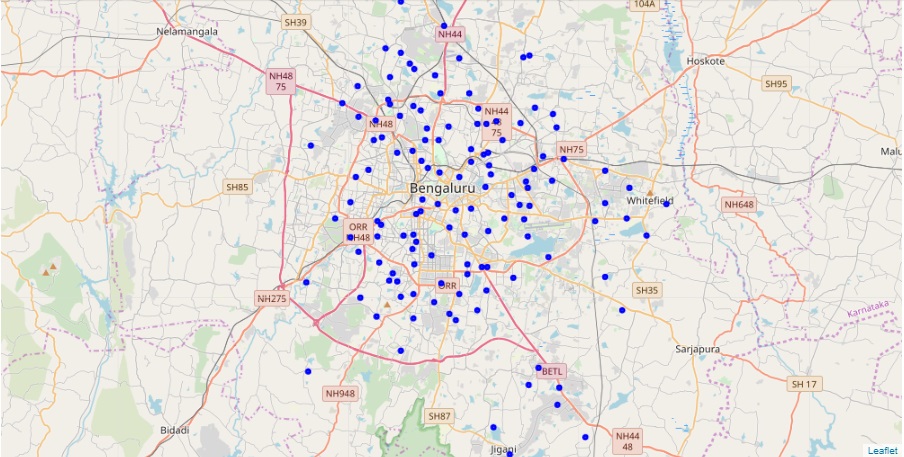 104A
SH39
Nelamangala
NH44
Hoskote
NH48
75
SH95
NH44
75
NH48
NH75
Malu
SH85
Bengaluru
Whitefield
NH648
ORR
NH48
ORR
SH35
NH275
Karnataka
Sarjapura
BETL
SH 17
NH948
SH87
Bidadi
NH44
48
Jigani
Leaflet